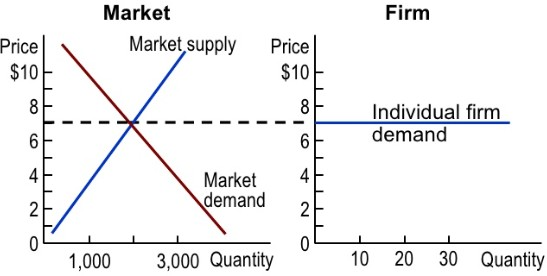 Market
Price
$10
8
6
4
2
0
Market supply
Market
demand
1,000
3,000
Quantity
Firm
Price
$10
8
6
4
2
0
Individual firm
demand
10
20
30
Quantity